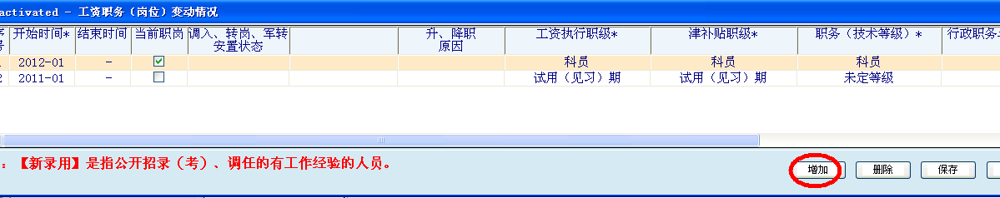 activated - 工资职务（岗位）变动情况
号 开始时间* 结束时间 当前职岗 调入、转岗、军转安置状态 升、降职原因 工资执行职级* 津补贴职级* 职务（技术等级）* 行政职务
2012-01 - 科员 科员 科员
2 2011-01 - 试用（见习）期 试用（见习）期 未定等级
：【新录用】是指公开招录（考）、调任的有工作经验的人员。
增加 删除 保存